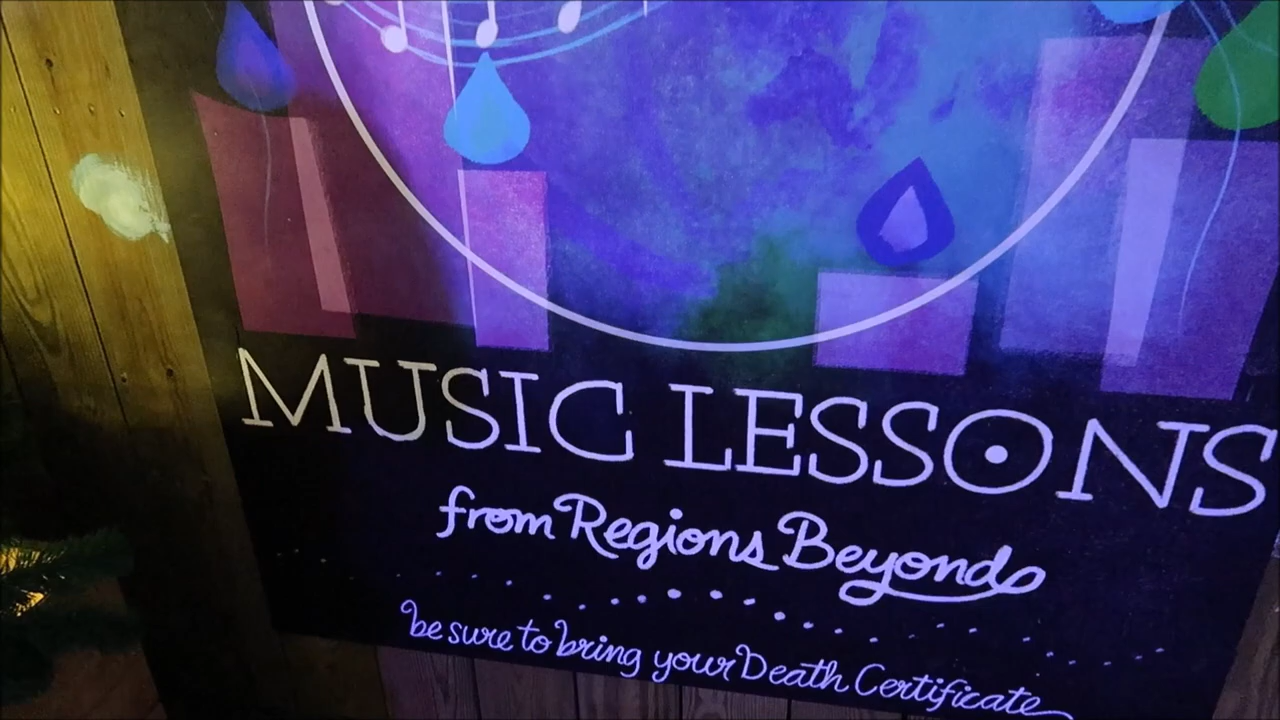 MUSIC LESSONS
from Regions Beyond
be sure to bring your Death Certificate